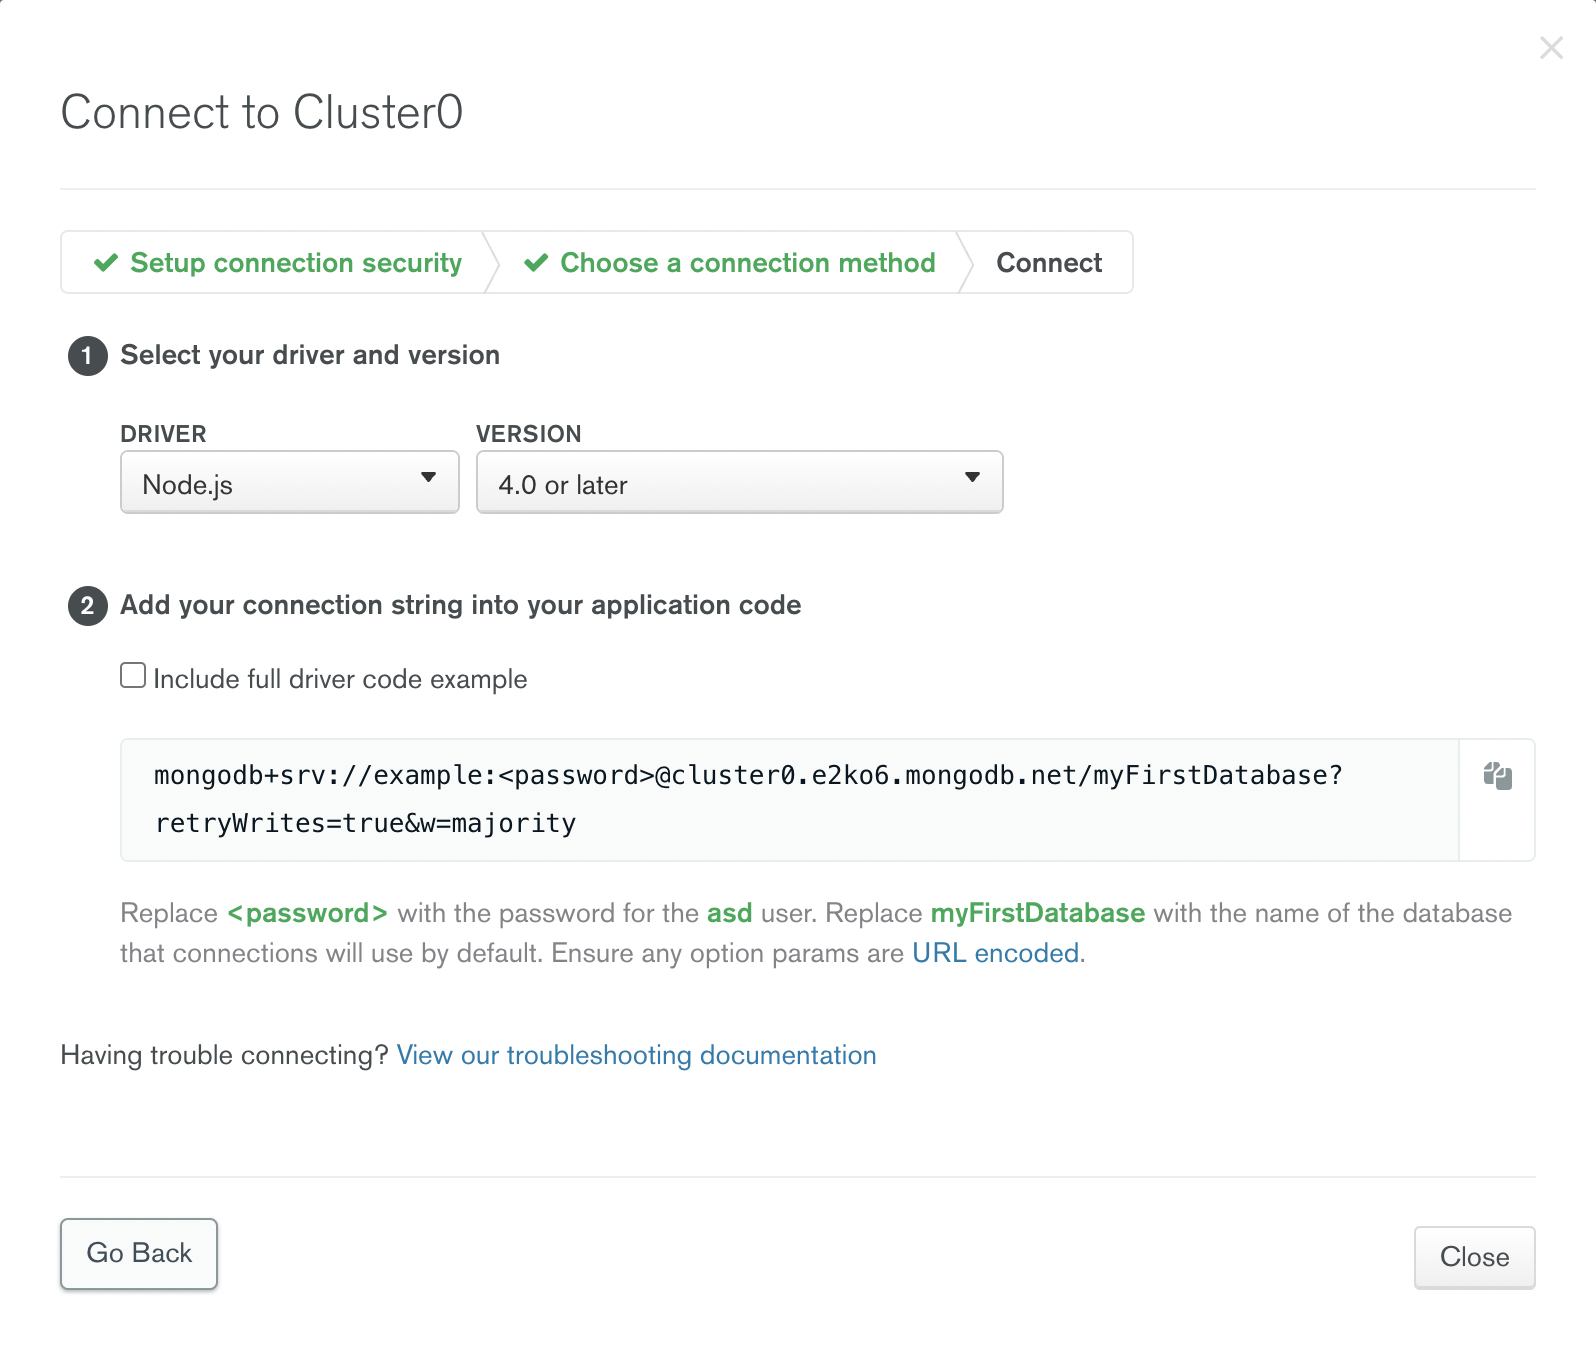 Connect to Cluster0
Setup connection security
Choose a connection method
Connect
1 Select your driver and version
DRIVER
VERSION
Node.js
4.0 or later
2 Add your connection string into your application code
Include full driver code example
mongodb+srv://example:<password>@cluster0.e2ko6.mongodb.net/myFirstDatabase?
retryWrites=true&w=majority
Replace <password> with the password for the asd user. Replace myFirstDatabase with the name of the database
that connections will use by default. Ensure any option params are URL encoded.
Having trouble connecting? View our troubleshooting documentation
Go Back
Close